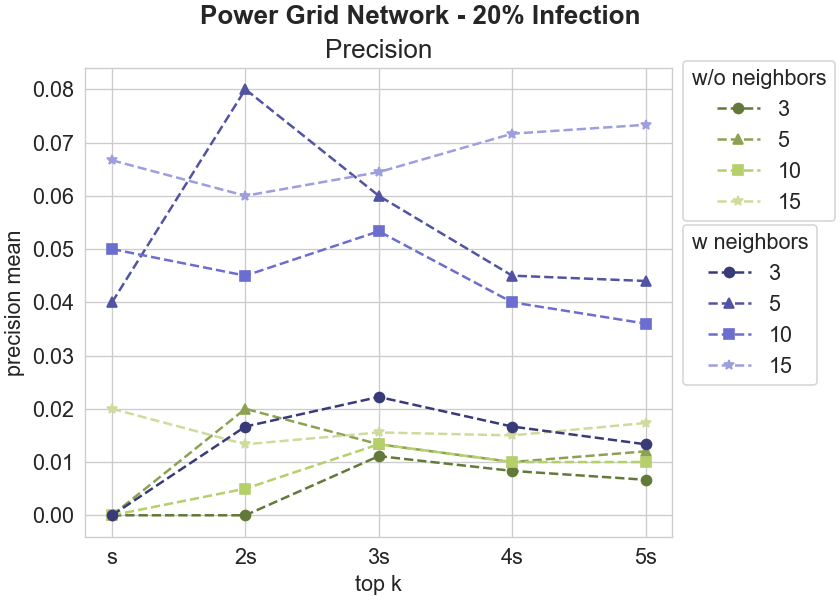 Power Grid Network - 20% Infection
Precision
precision mean
0.08
0.07
0.06
0.05
0.04
0.03
0.02
0.01
0.00
s 2s 3s 4s 5s
top k
w/o neighbors
3
5
10
15
w neighbors
3
5
10
15